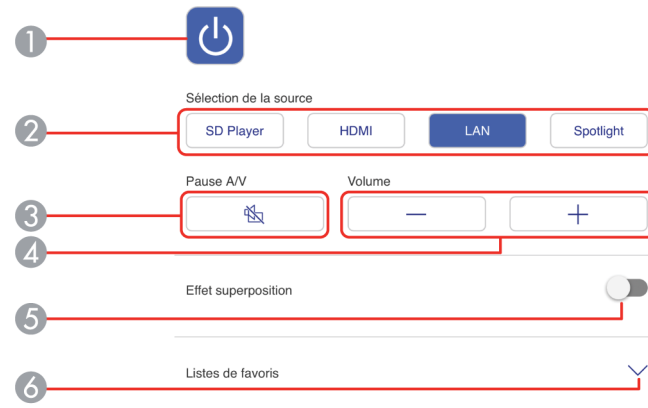 1
Sélection de la source
2
SD Player HDMI LAN Spotlight
Pause A/V Volume
3
4
Effet superposition
5
Listes de favoris
6